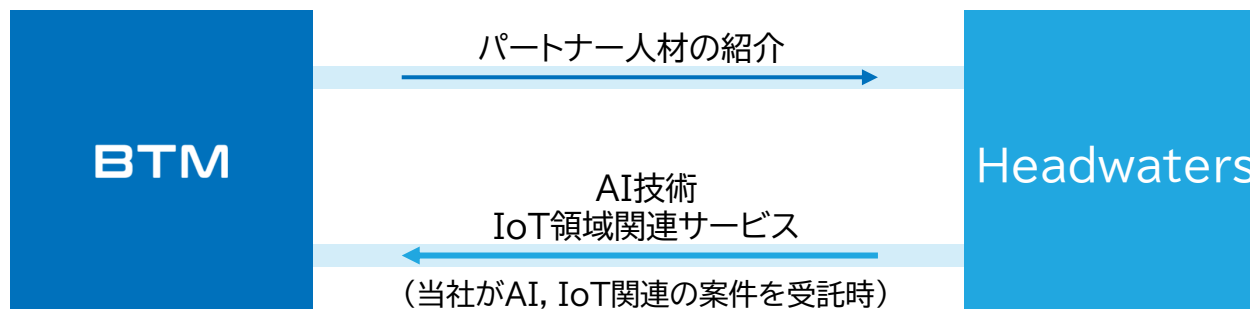 パートナー人材の紹介
BTM
Headwaters
AI技術
IoT領域関連サービス
（当社がAI, IoT関連の案件を受託時）